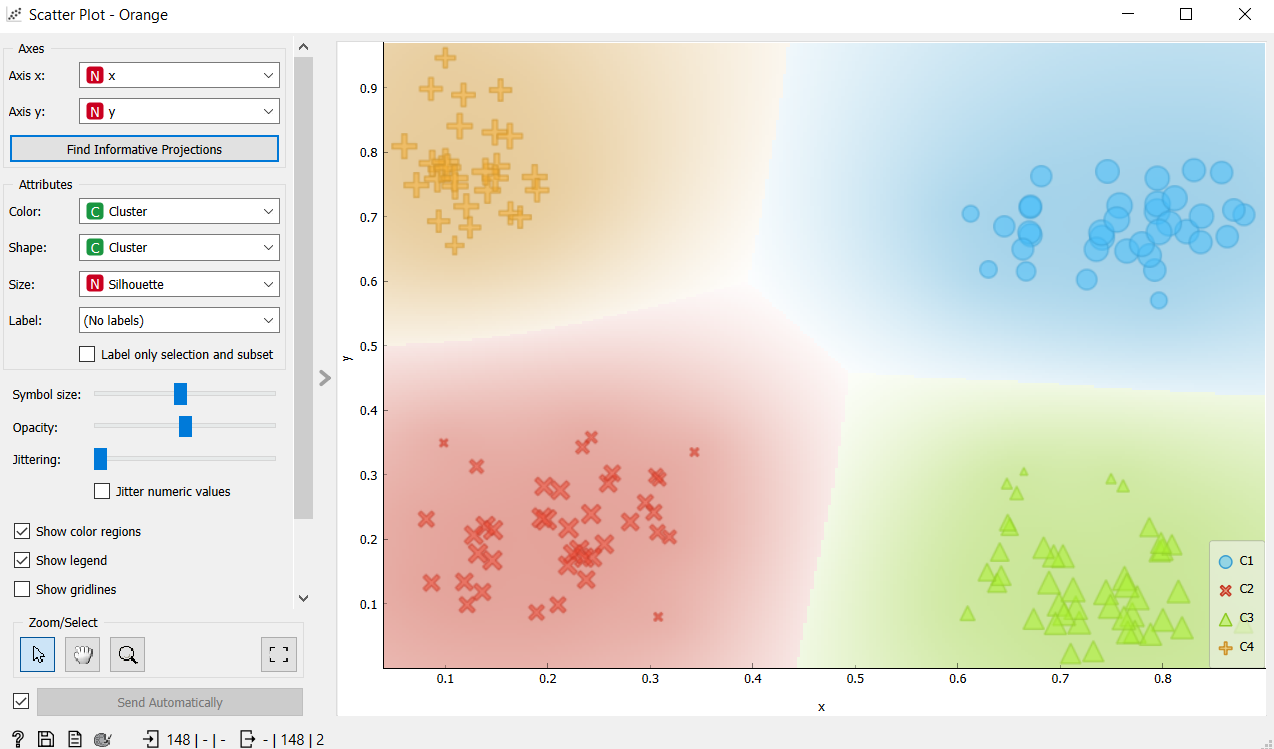 Scatter Plot - Orange
Axes
Axis x: N x
Axis y: N y
Find Informative Projections
Attributes
Color: C Cluster
Shape: C Cluster
Size: N Silhouette
Label: (No labels)
Label only selection and subset
Symbol size:
Opacity:
Jittering:
Jitter numeric values
Show color regions
Show legend
Show gridlines
Zoom/Select
Send Automatically
? 148 | - | - - | 148 | 2
0.9
0.8
0.7
0.6
0.5
y
0.4
0.3
0.2
0.1
0.1 0.2 0.3 0.4 0.5 0.6 0.7 0.8
x
C1
C2
C3
C4